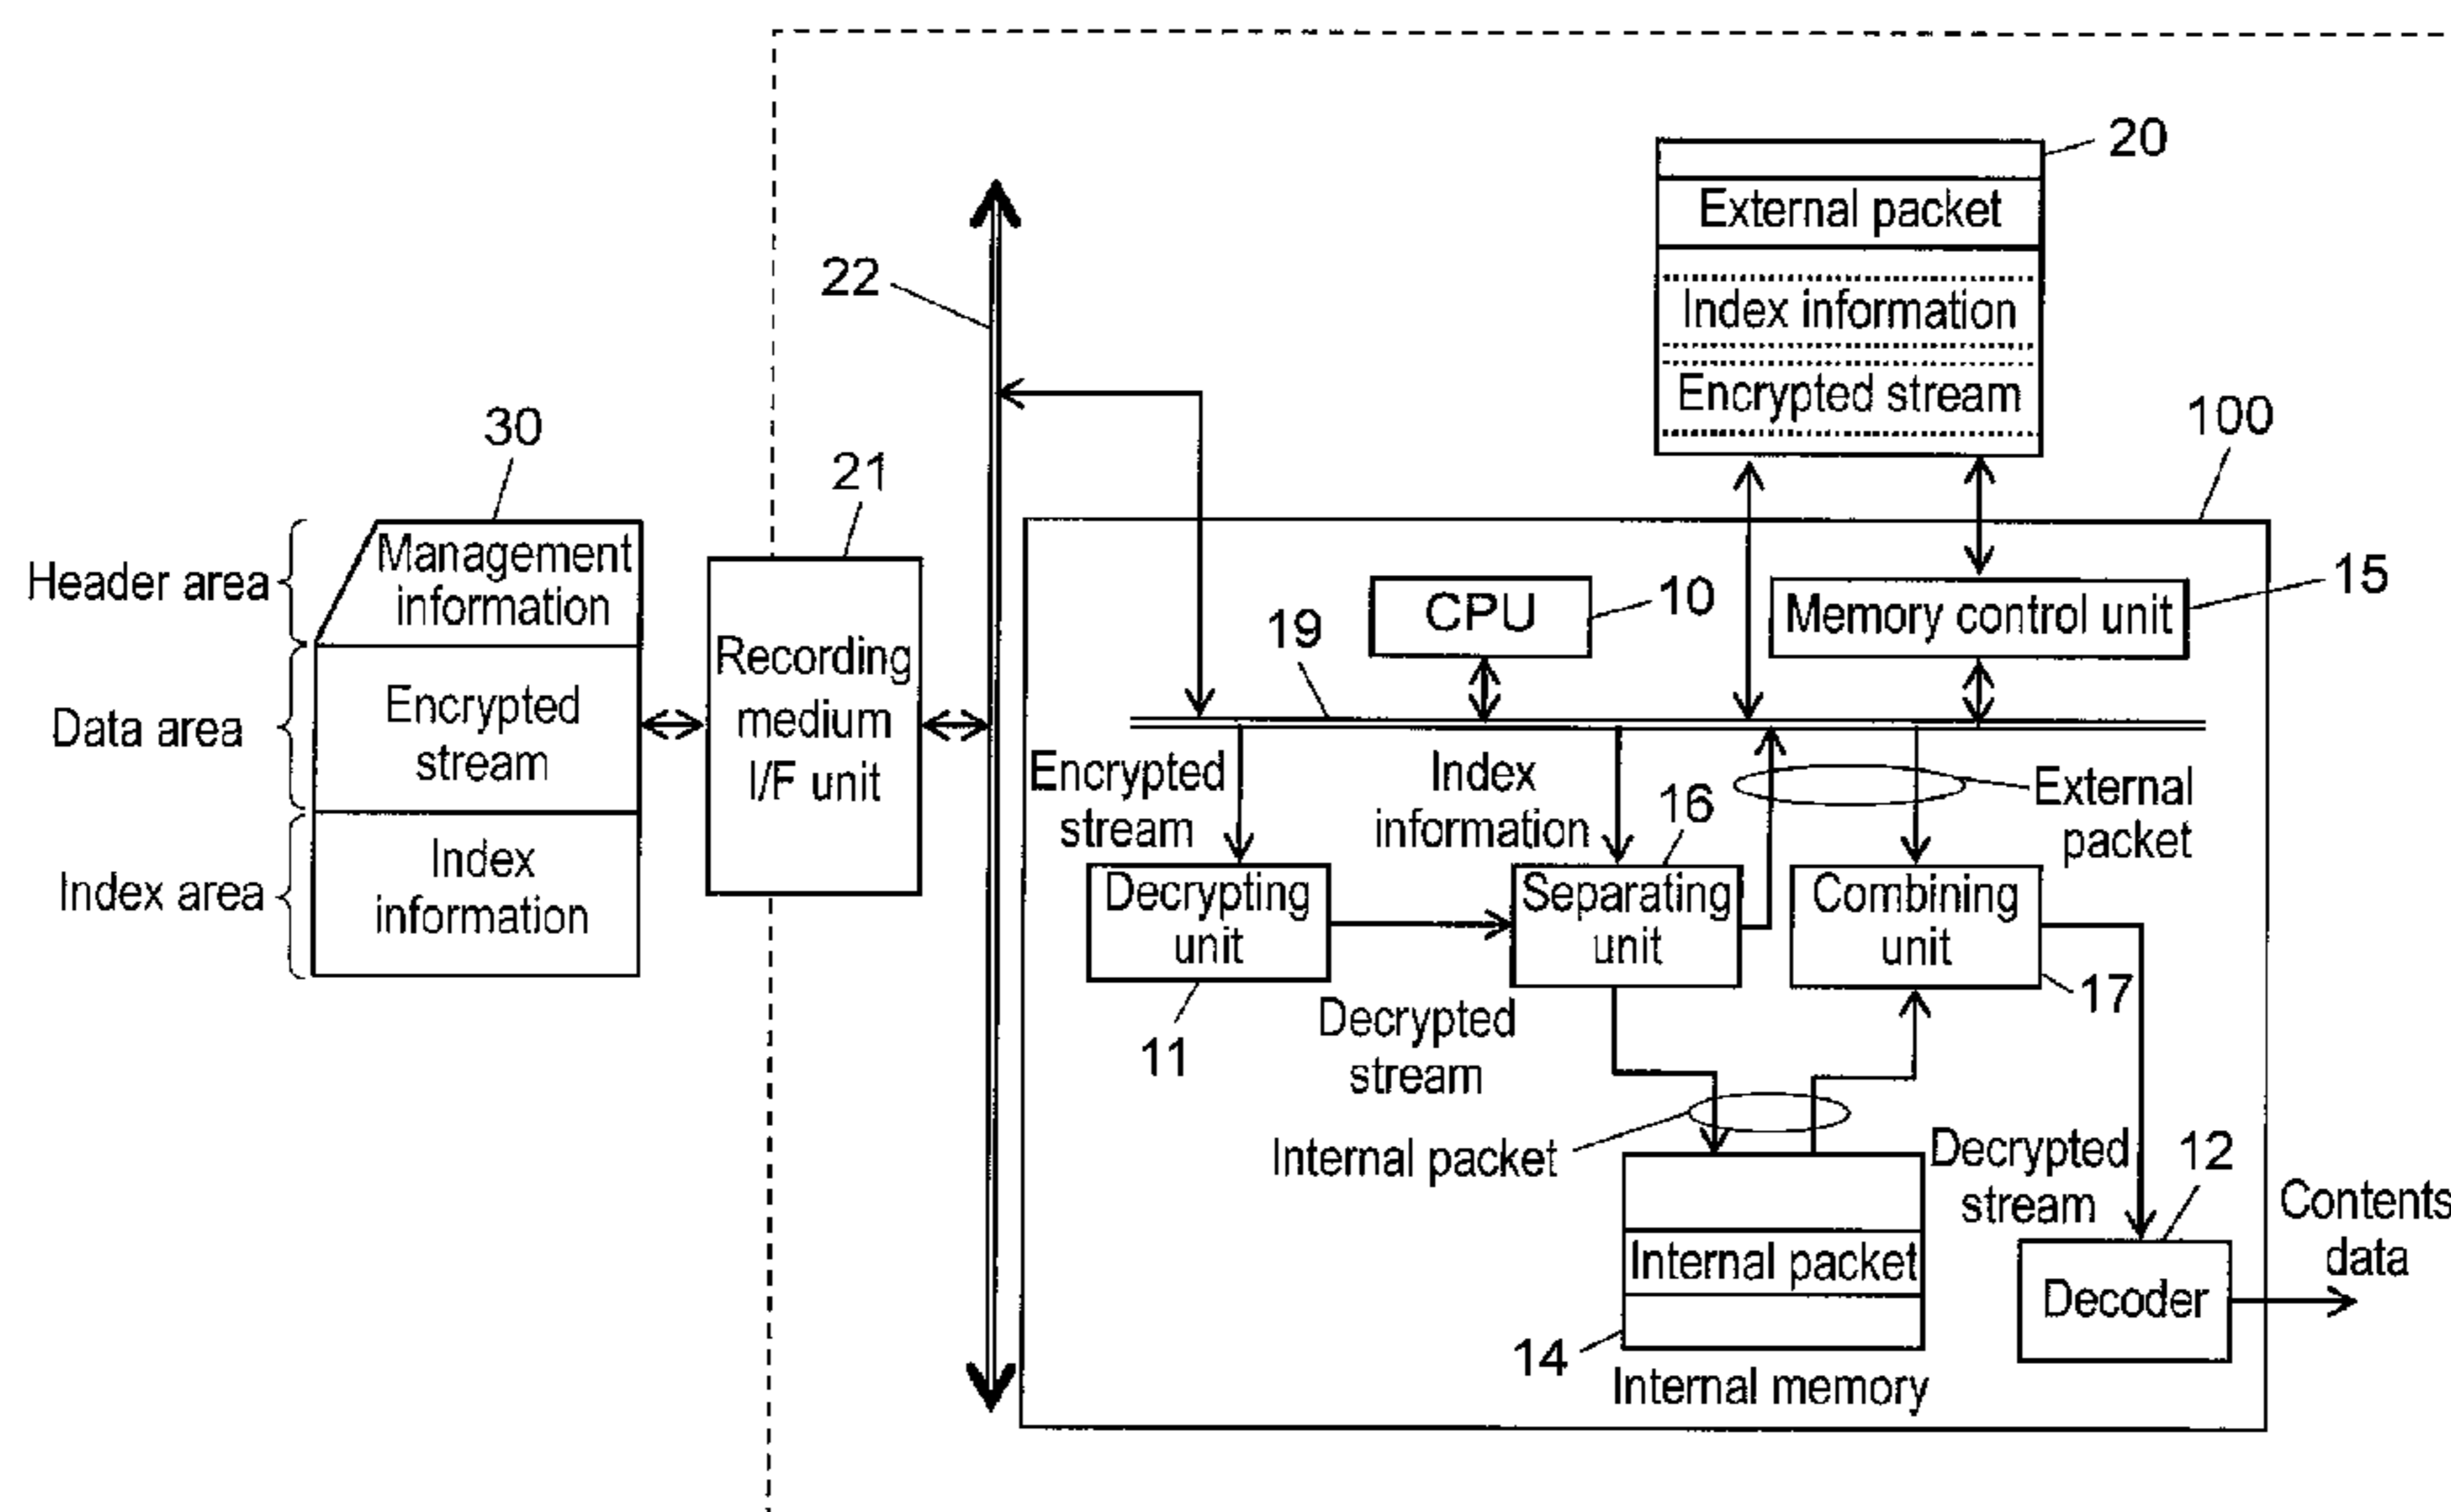 20
External packet
22
Index information
Encrypted stream
100
30
21
Management
information
Header area
Recording
medium
I/F unit
CPU
10
Memory control unit
15
19
Encrypted
stream
Data area
Encrypted
stream
Index
information
16
External
packet
Index
information
Index area
Decrypting
unit
Separating
unit
Combining
unit
17
11
Decrypted
stream
Internal packet
Decrypted
stream
12
Contents
data
Internal packet
Decoder
14
Internal memory